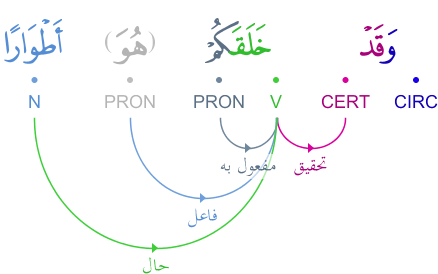 وَقَدْ خَلَقَكُمْ (هُوَ) أَطْوَارًا
N PRON PRON V CERT CIRC
مفعول به تحقيق
فاعل
حال